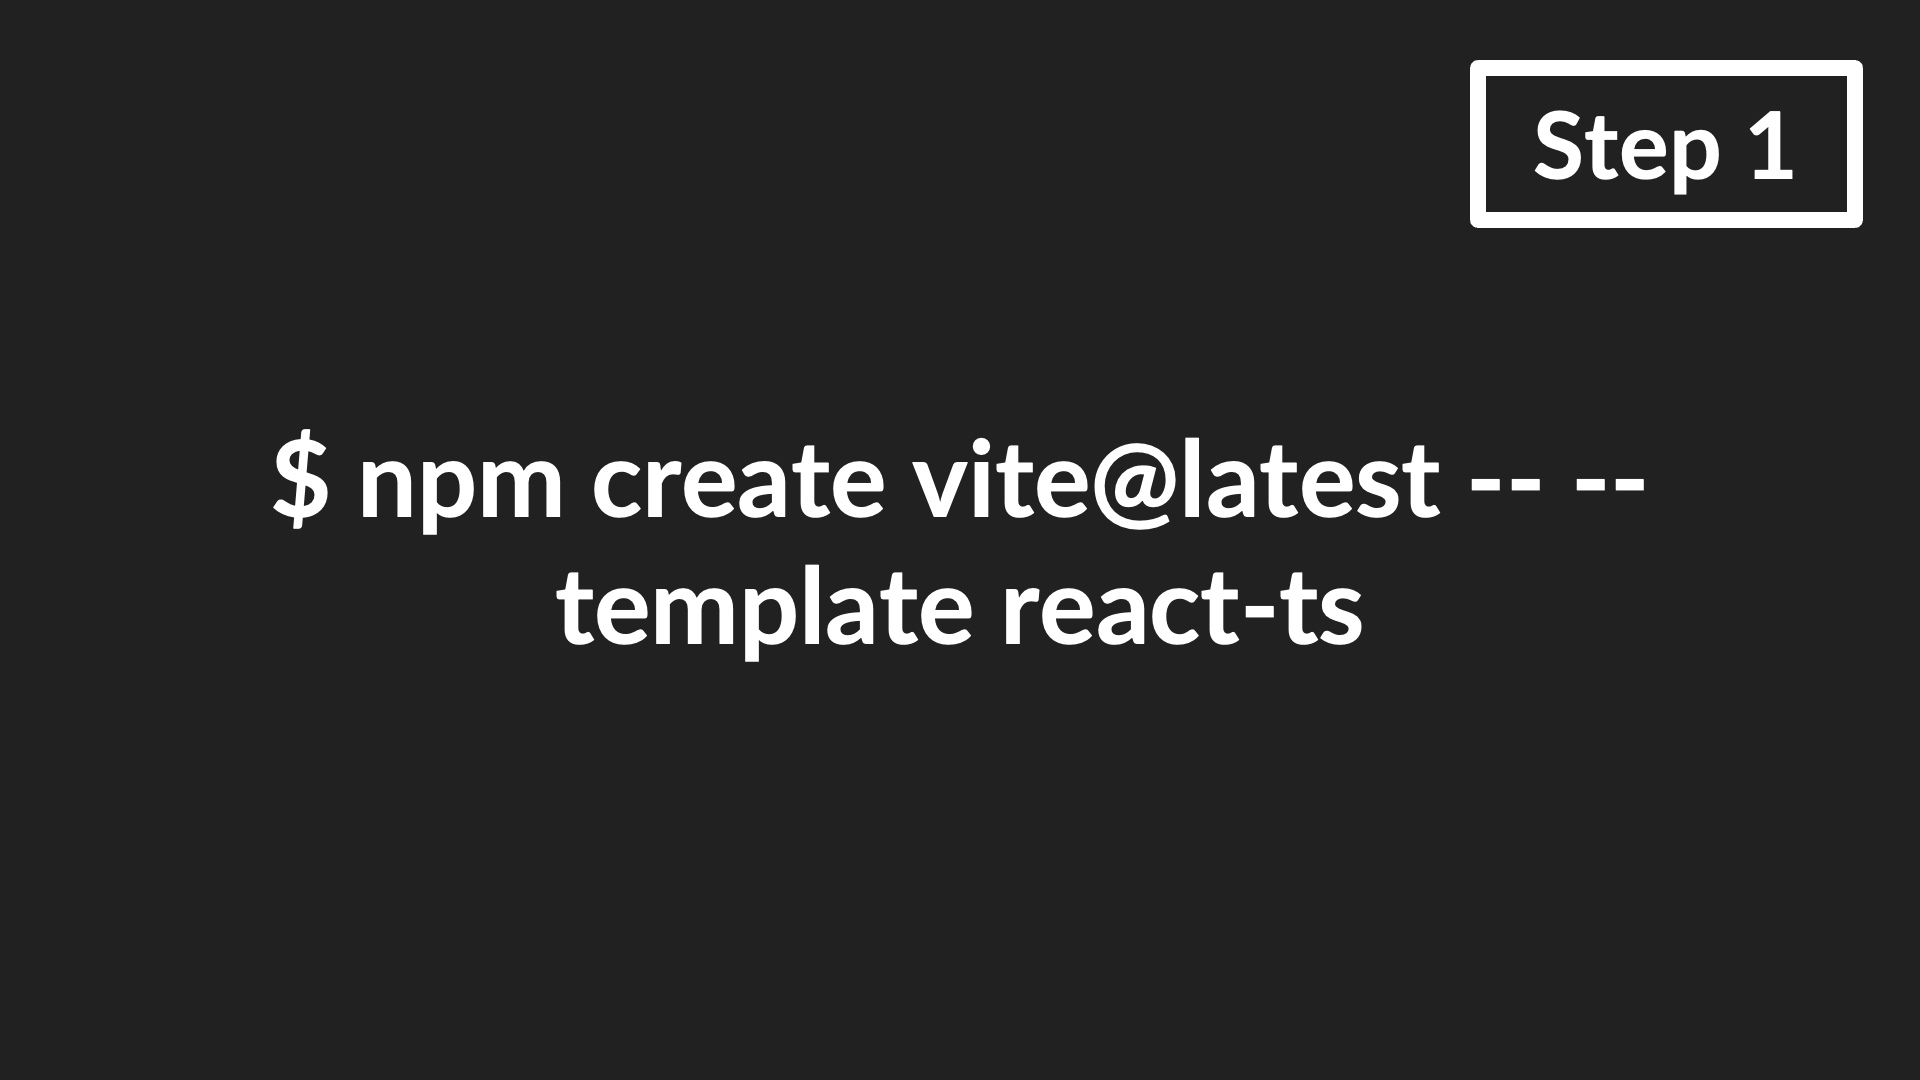 Step 1
$ npm create vite@latest -- --
template react-ts